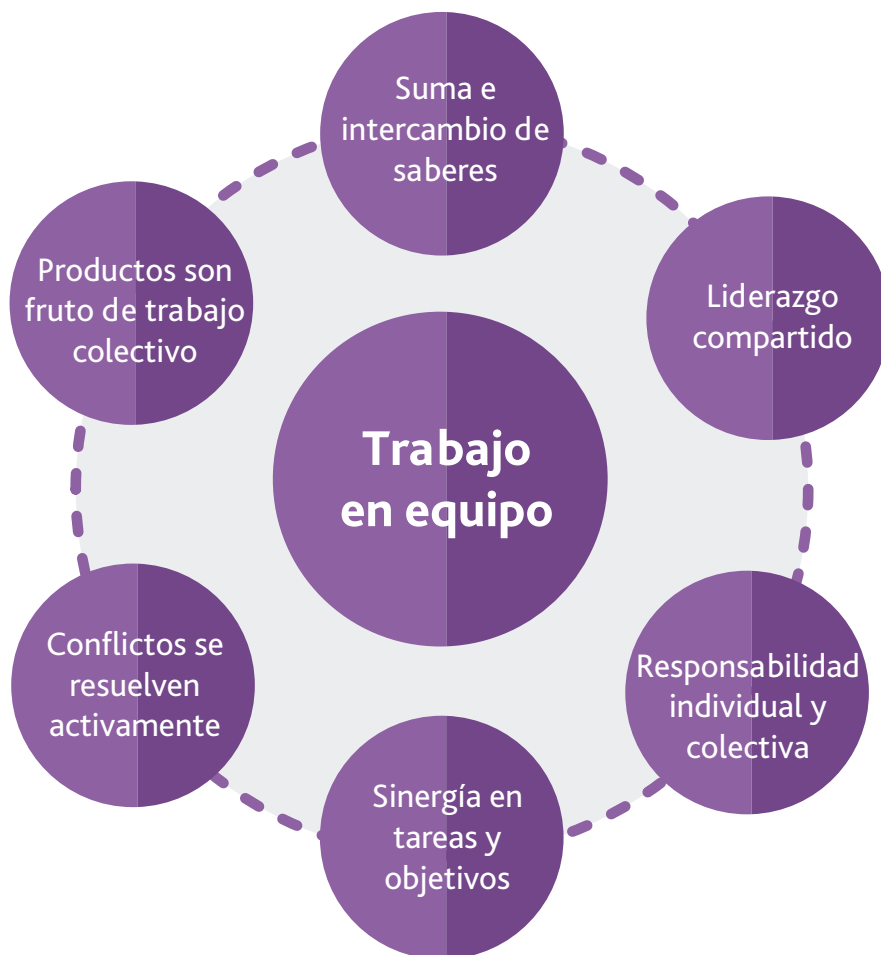 Suma e
intercambio de
saberes
Liderazgo
compartido
Responsabilidad
individual y
colectiva
Sinergía en
tareas y
objetivos
Conflictos se
resuelven
activamente
Productos son
fruto de trabajo
colectivo
Trabajo
en equipo